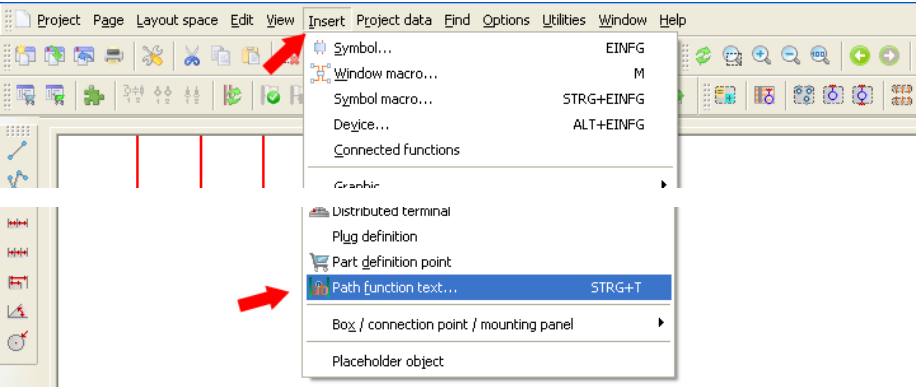 Project Page Layout space Edit View Insert Project data Find Options Utilities Window Help
Symbol... EINFG
Window macro... M
Symbol macro... STRG+EINFG
Device... ALT+EINFG
Connected functions
Graphic
Distributed terminal
Plug definition
Part definition point
Path function text... STRG+T
Box / connection point / mounting panel
Placeholder object